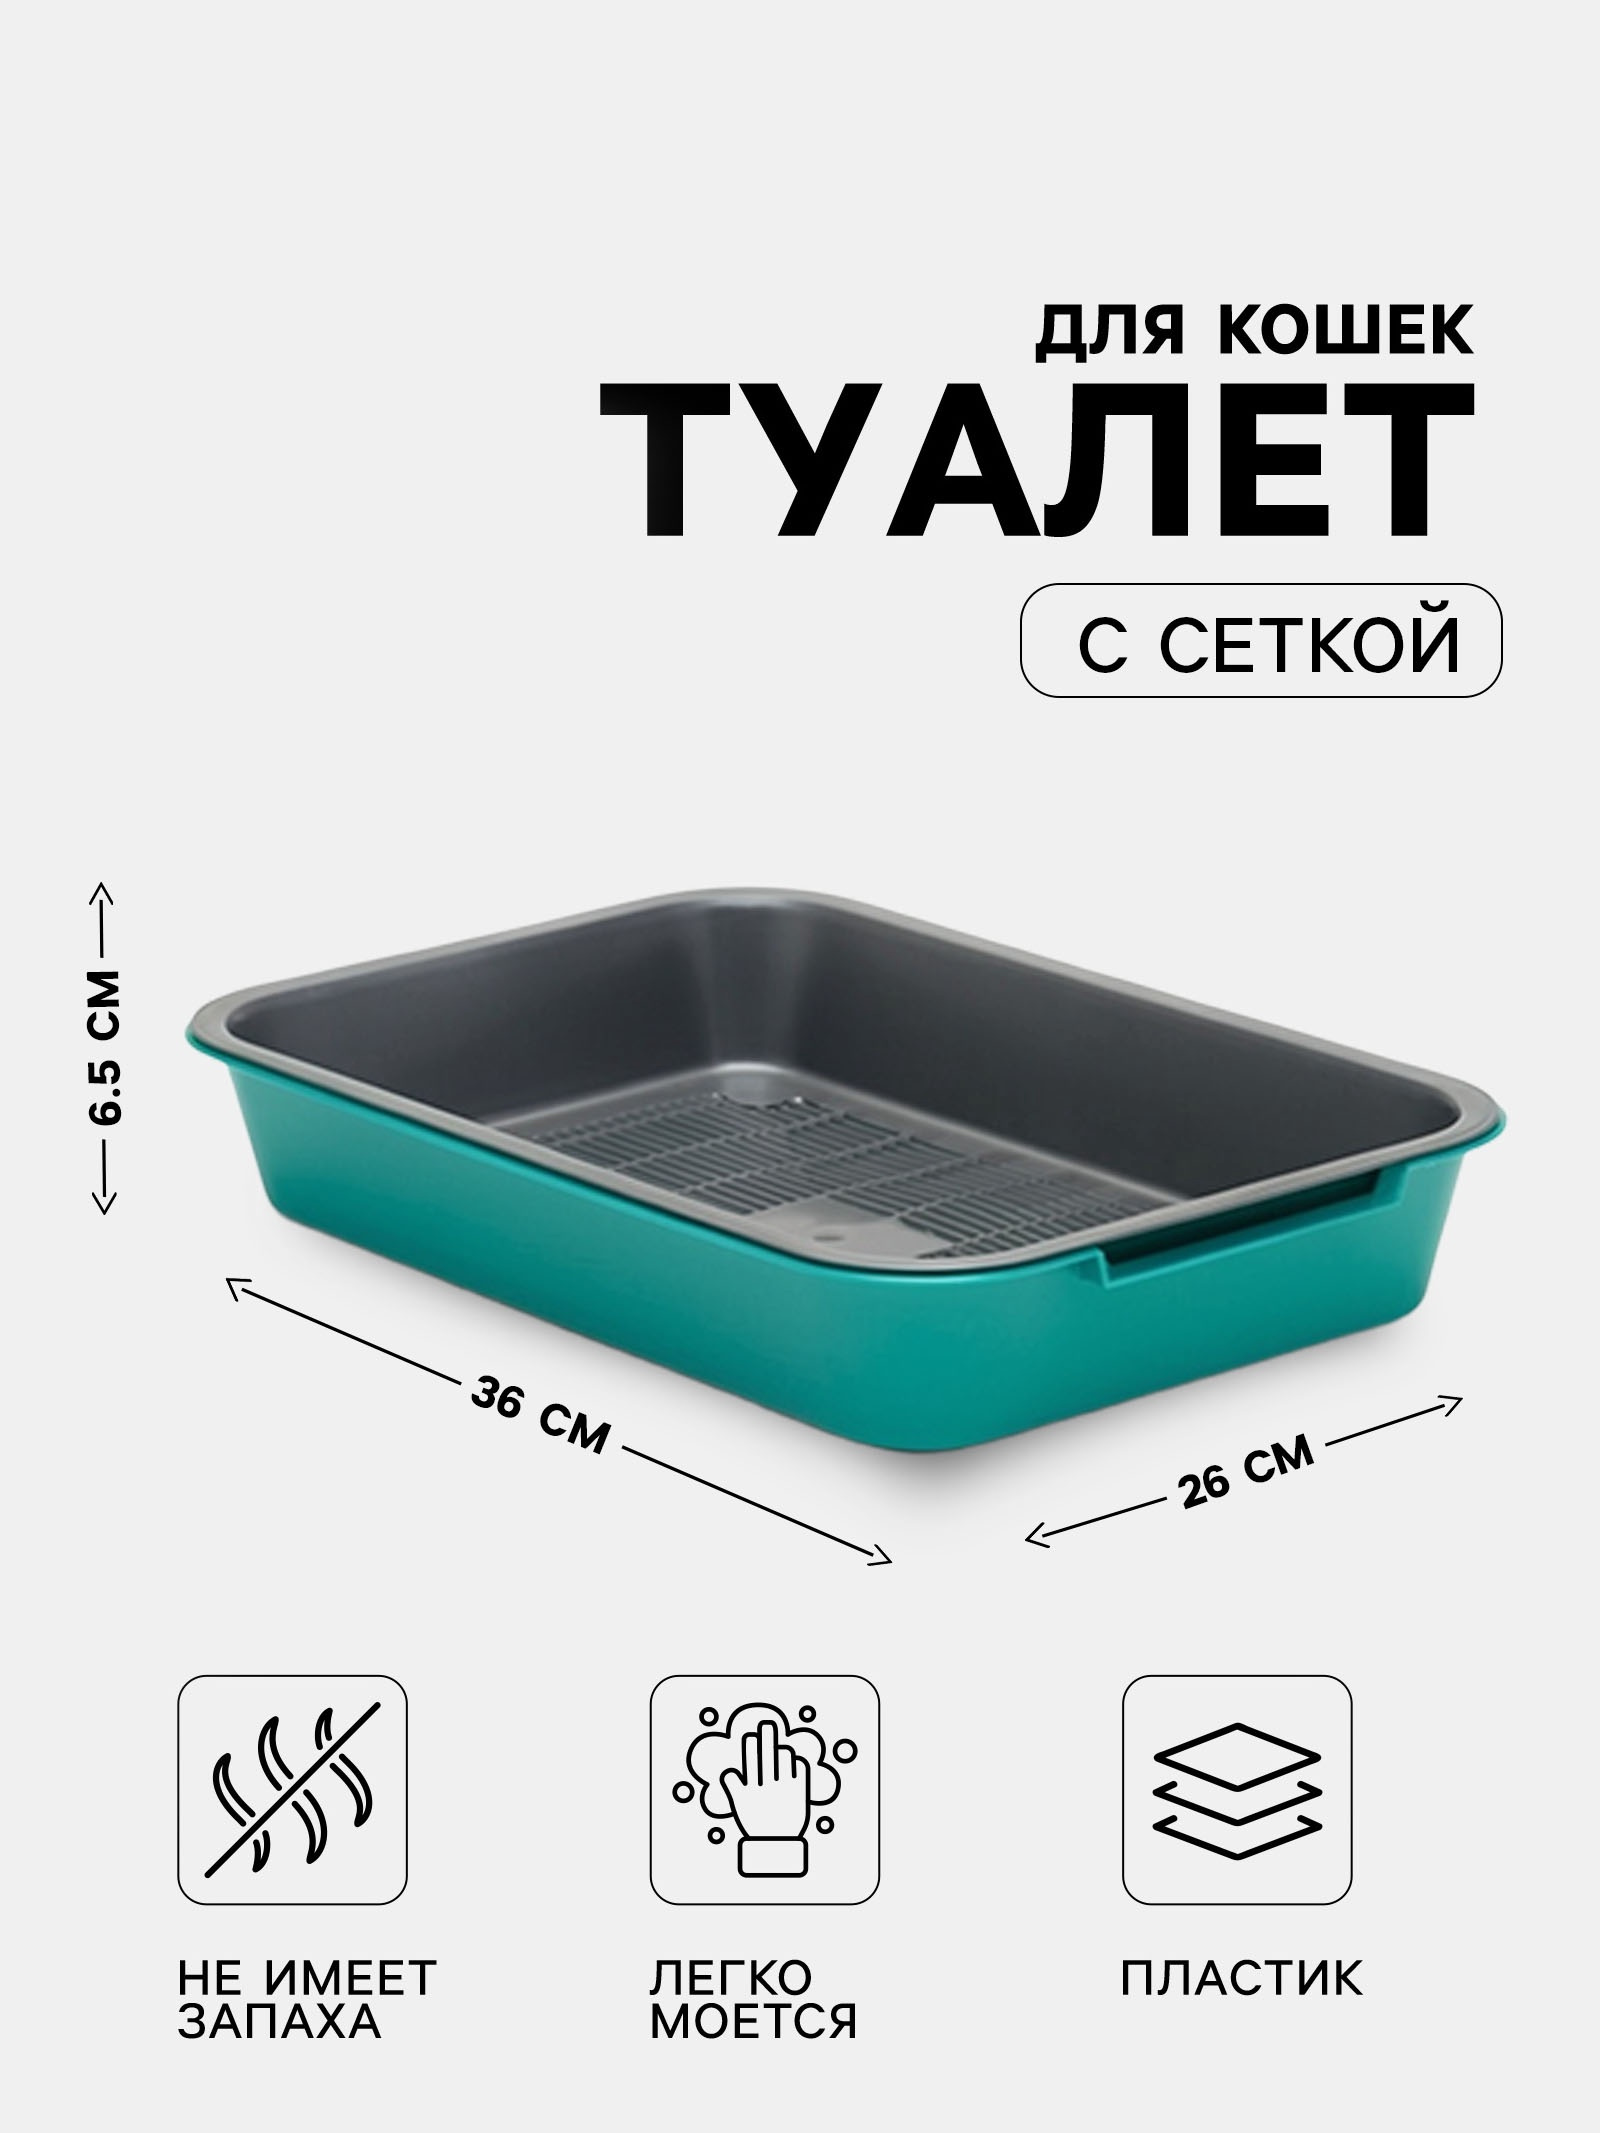 ДЛЯ КОШЕК
ТУАЛЕТ
С СЕТКОЙ
6.5 СМ
36 СМ
26 СМ
НЕ ИМЕЕТ
ЗАПАХА
ЛЕГКО
МОЕТСЯ
ПЛАСТИК